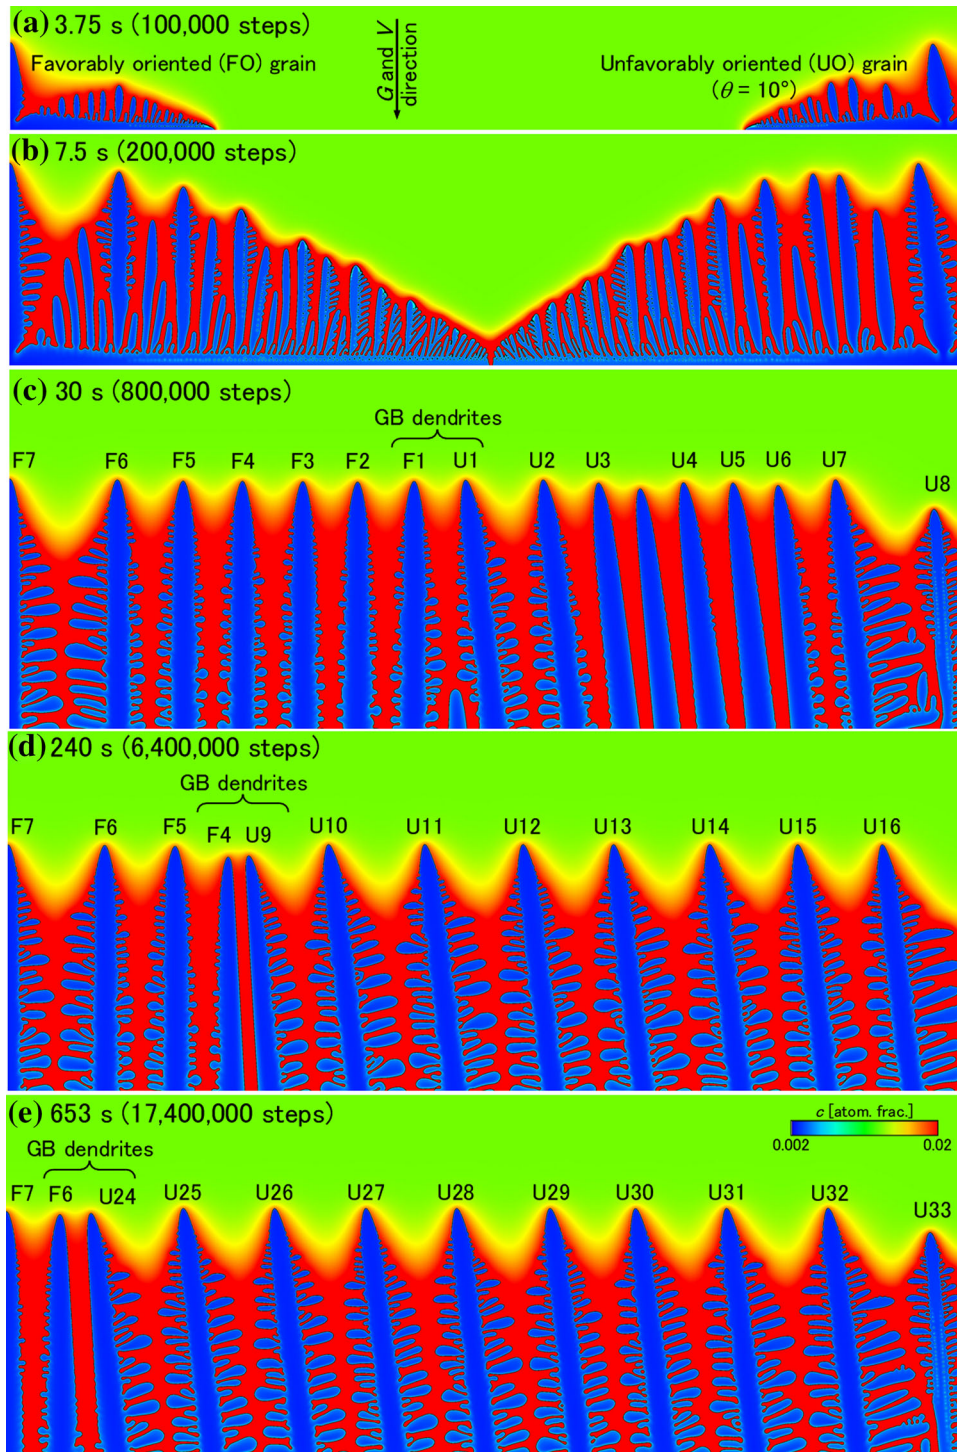 (a) 3.75 s (100,000 steps)
Favorably oriented (FO) grain
G and V
direction
Unfavorably oriented (UO) grain
(θ = 10°)
(b) 7.5 s (200,000 steps)
(c) 30 s (800,000 steps)
GB dendrites
F7 F6 F5 F4 F3 F2 F1 U1 U2 U3 U4 U5 U6 U7 U8
(d) 240 s (6,400,000 steps)
GB dendrites
F7 F6 F5 F4 U9 U10 U11 U12 U13 U14 U15 U16
(e) 653 s (17,400,000 steps)
c [atom. frac.]
0.002 0.02
GB dendrites
F7 F6 U24 U25 U26 U27 U28 U29 U30 U31 U32 U33